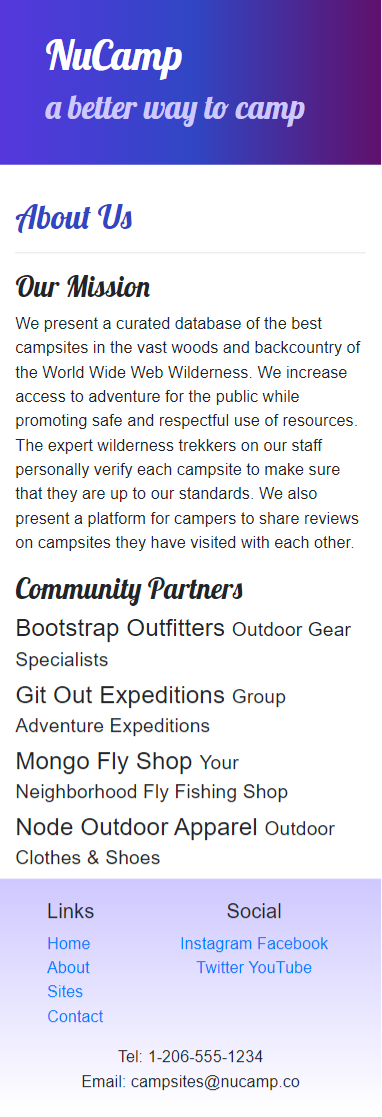 NuCamp
a better way to camp
About Us
Our Mission
We present a curated database of the best
campsites in the vast woods and backcountry of
the World Wide Web Wilderness. We increase
access to adventure for the public while
promoting safe and respectful use of resources.
The expert wilderness trekkers on our staff
personally verify each campsite to make sure
that they are up to our standards. We also
present a platform for campers to share reviews
on campsites they have visited with each other.
Community Partners
Bootstrap Outfitters Outdoor Gear
Specialists
Git Out Expeditions Group
Adventure Expeditions
Mongo Fly Shop Your
Neighborhood Fly Fishing Shop
Node Outdoor Apparel Outdoor
Clothes & Shoes
Links
Home
About
Sites
Contact
Social
Instagram Facebook
Twitter YouTube
Tel: 1-206-555-1234
Email: campsites@nucamp.co